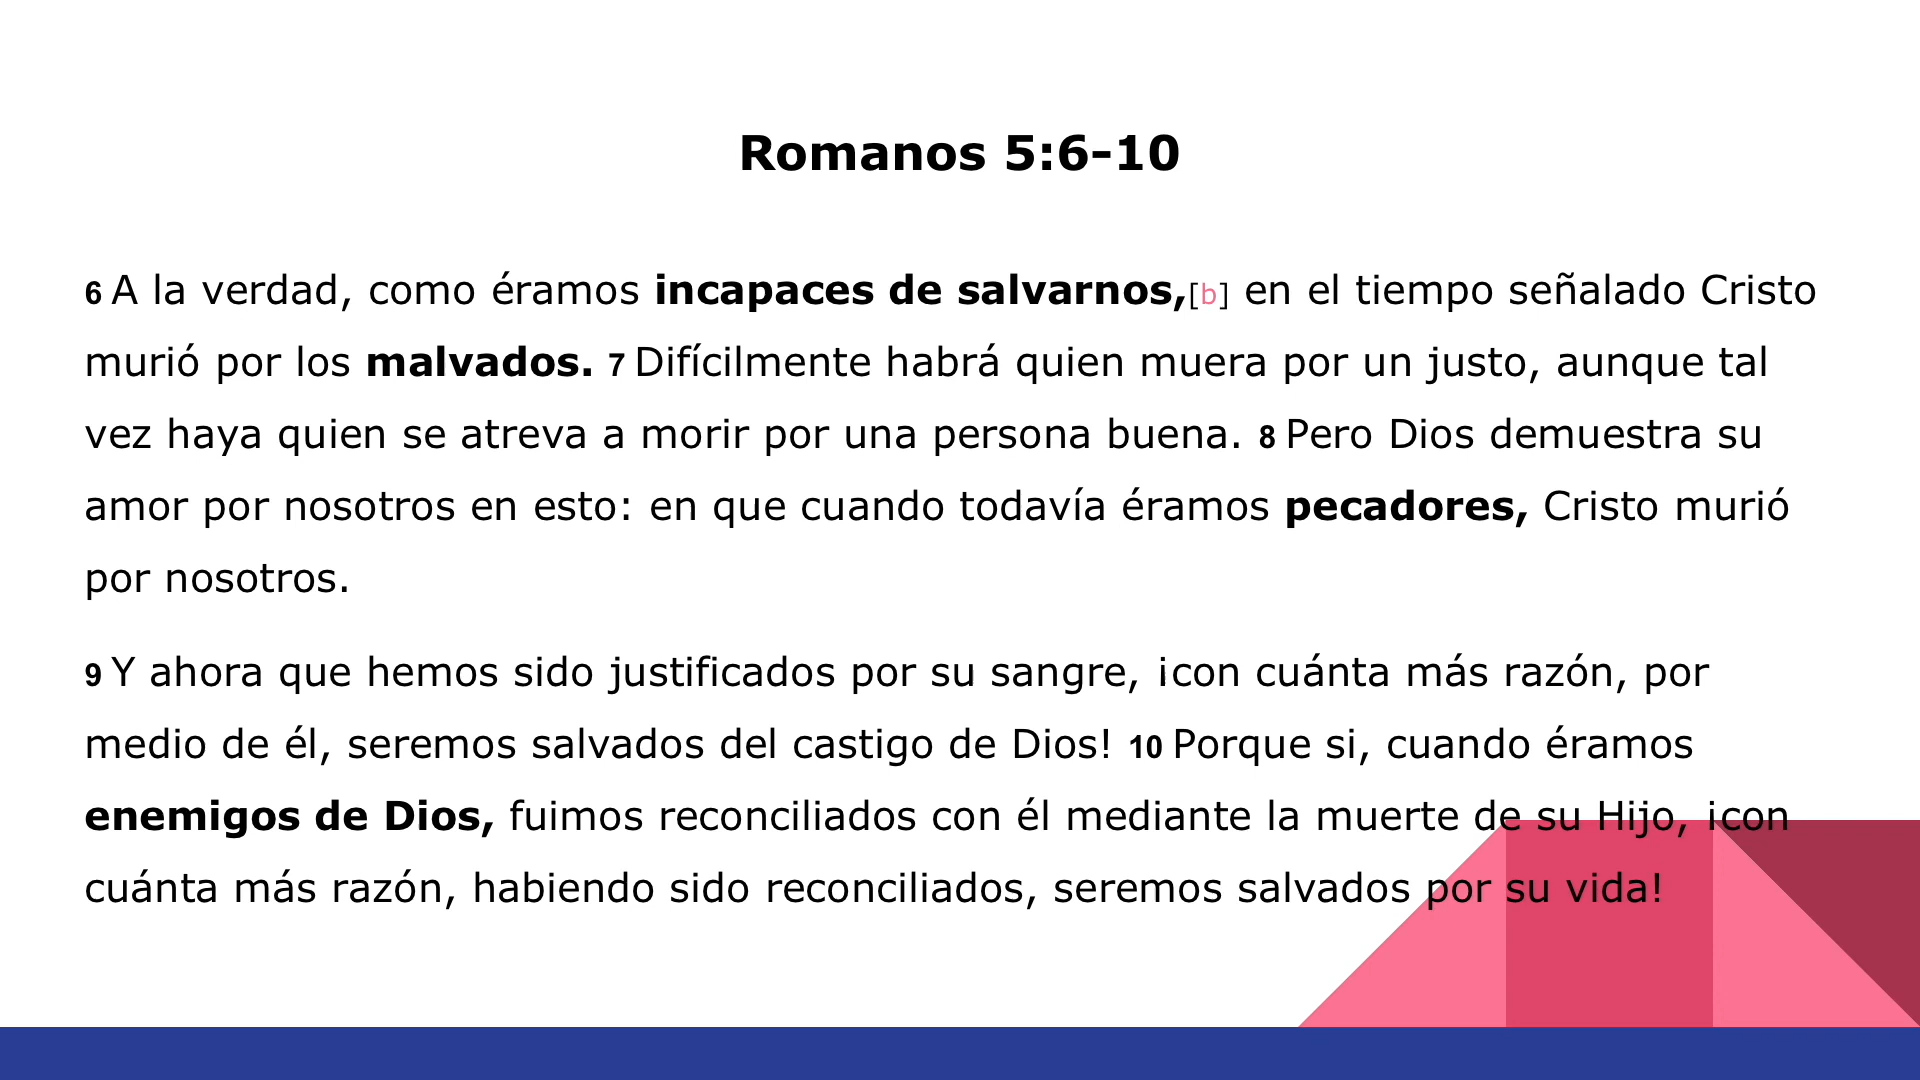 Romanos 5:6-10
6 A la verdad, como éramos incapaces de salvarnos,[b] en el tiempo señalado Cristo
murió por los malvados. 7 Difícilmente habrá quien muera por un justo, aunque tal
vez haya quien se atreva a morir por una persona buena. 8 Pero Dios demuestra su
amor por nosotros en esto: en que cuando todavía éramos pecadores, Cristo murió
por nosotros.
9 Y ahora que hemos sido justificados por su sangre, ¡con cuánta más razón, por
medio de él, seremos salvados del castigo de Dios! 10 Porque si, cuando éramos
enemigos de Dios, fuimos reconciliados con él mediante la muerte de su Hijo, ¡con
cuánta más razón, habiendo sido reconciliados, seremos salvados por su vida!